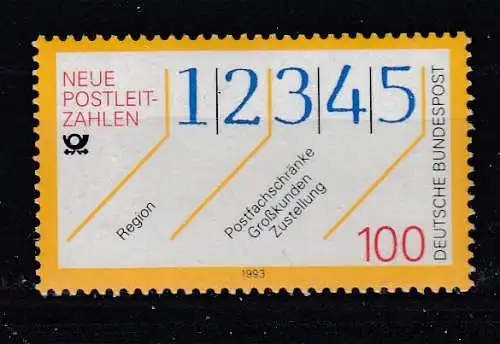 NEUE
POSTLEIT-
ZAHLEN
1|2|3|4|5
Region
Postfachschränke
Großkunden
Zustellung
100
DEUTSCHE BUNDESPOST
1993